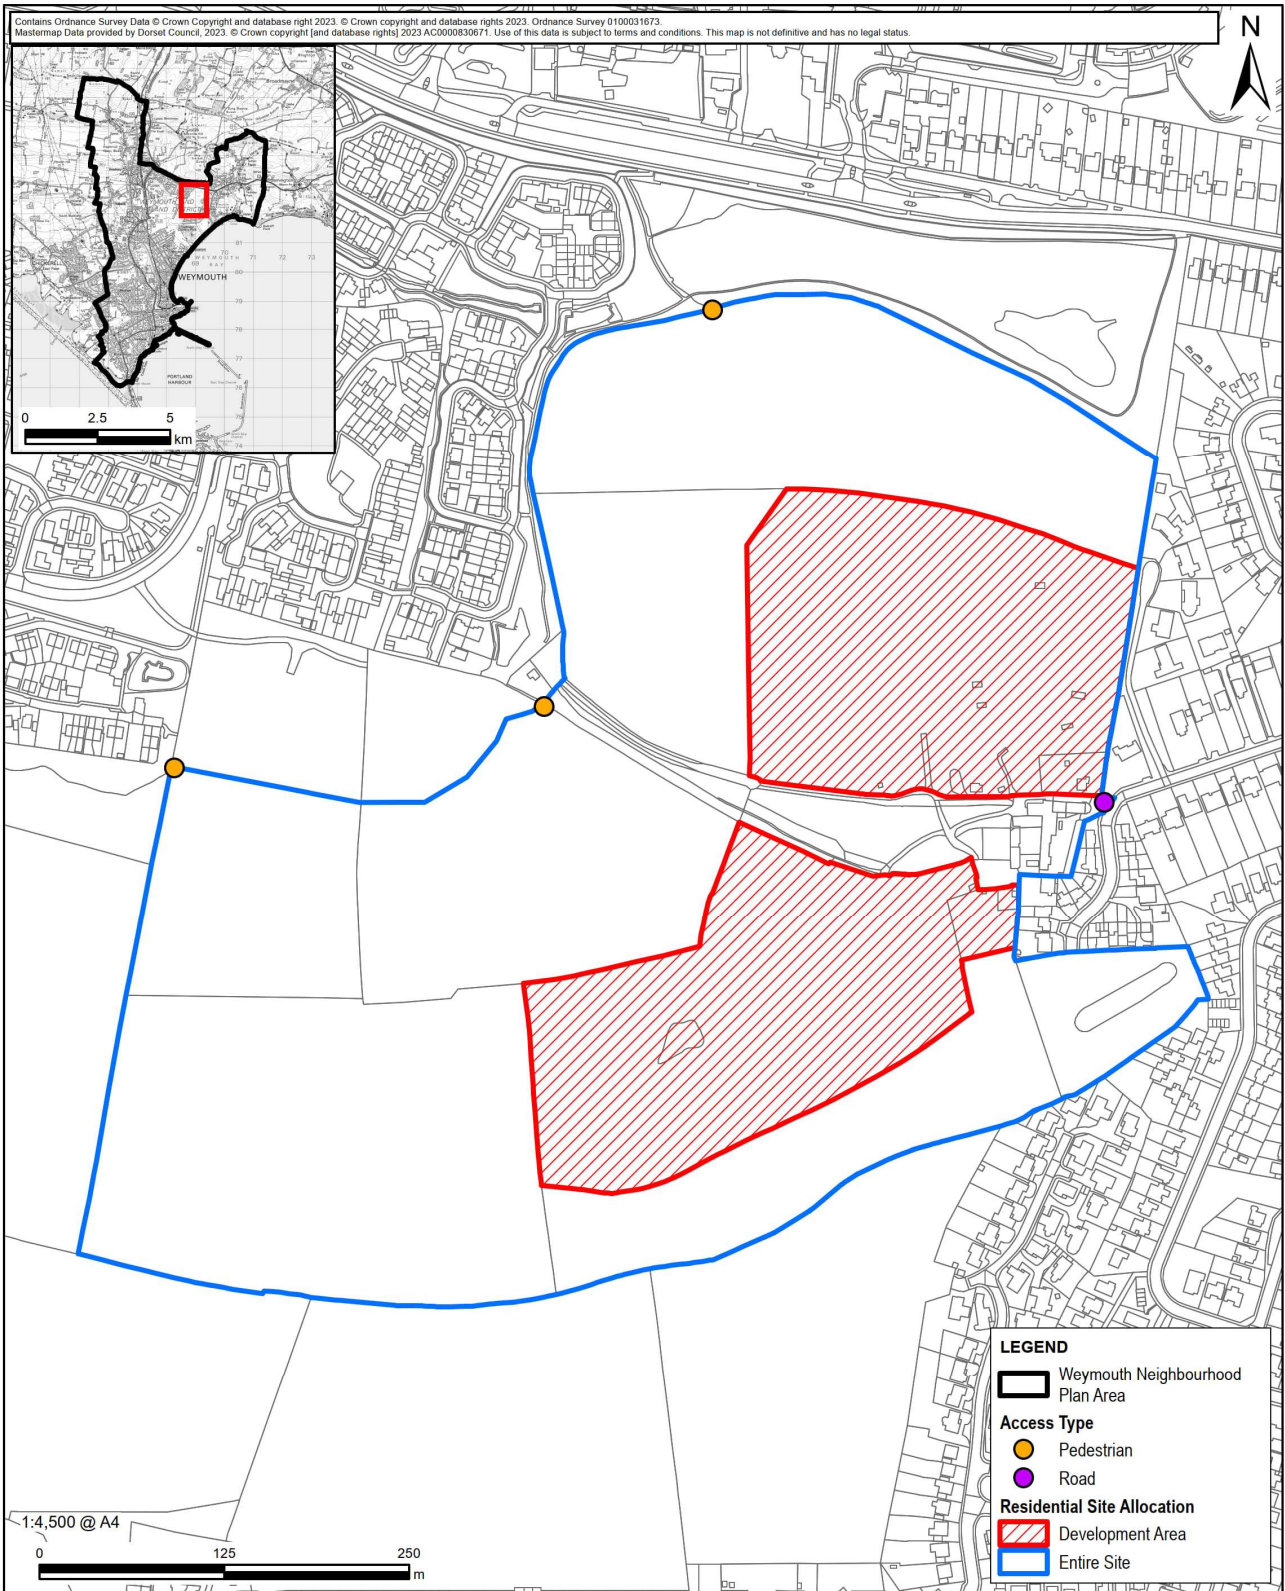 Contains Ordnance Survey Data © Crown Copyright and database right 2023. © Crown copyright and database rights 2023. Ordnance Survey 0100031673.
Mastermap Data provided by Dorset Council, 2023. © Crown copyright [and database rights] 2023 AC0000830671. Use of this data is subject to terms and conditions. This map is not definitive and has no legal status.
N
WEYMOUTH BAY
WEYMOUTH
PORTLAND
HARBOUR
0 2.5 5
km
LEGEND
Weymouth Neighbourhood
Plan Area
Access Type
Pedestrian
Road
Residential Site Allocation
Development Area
Entire Site
1:4,500 @ A4
0 125 250
m